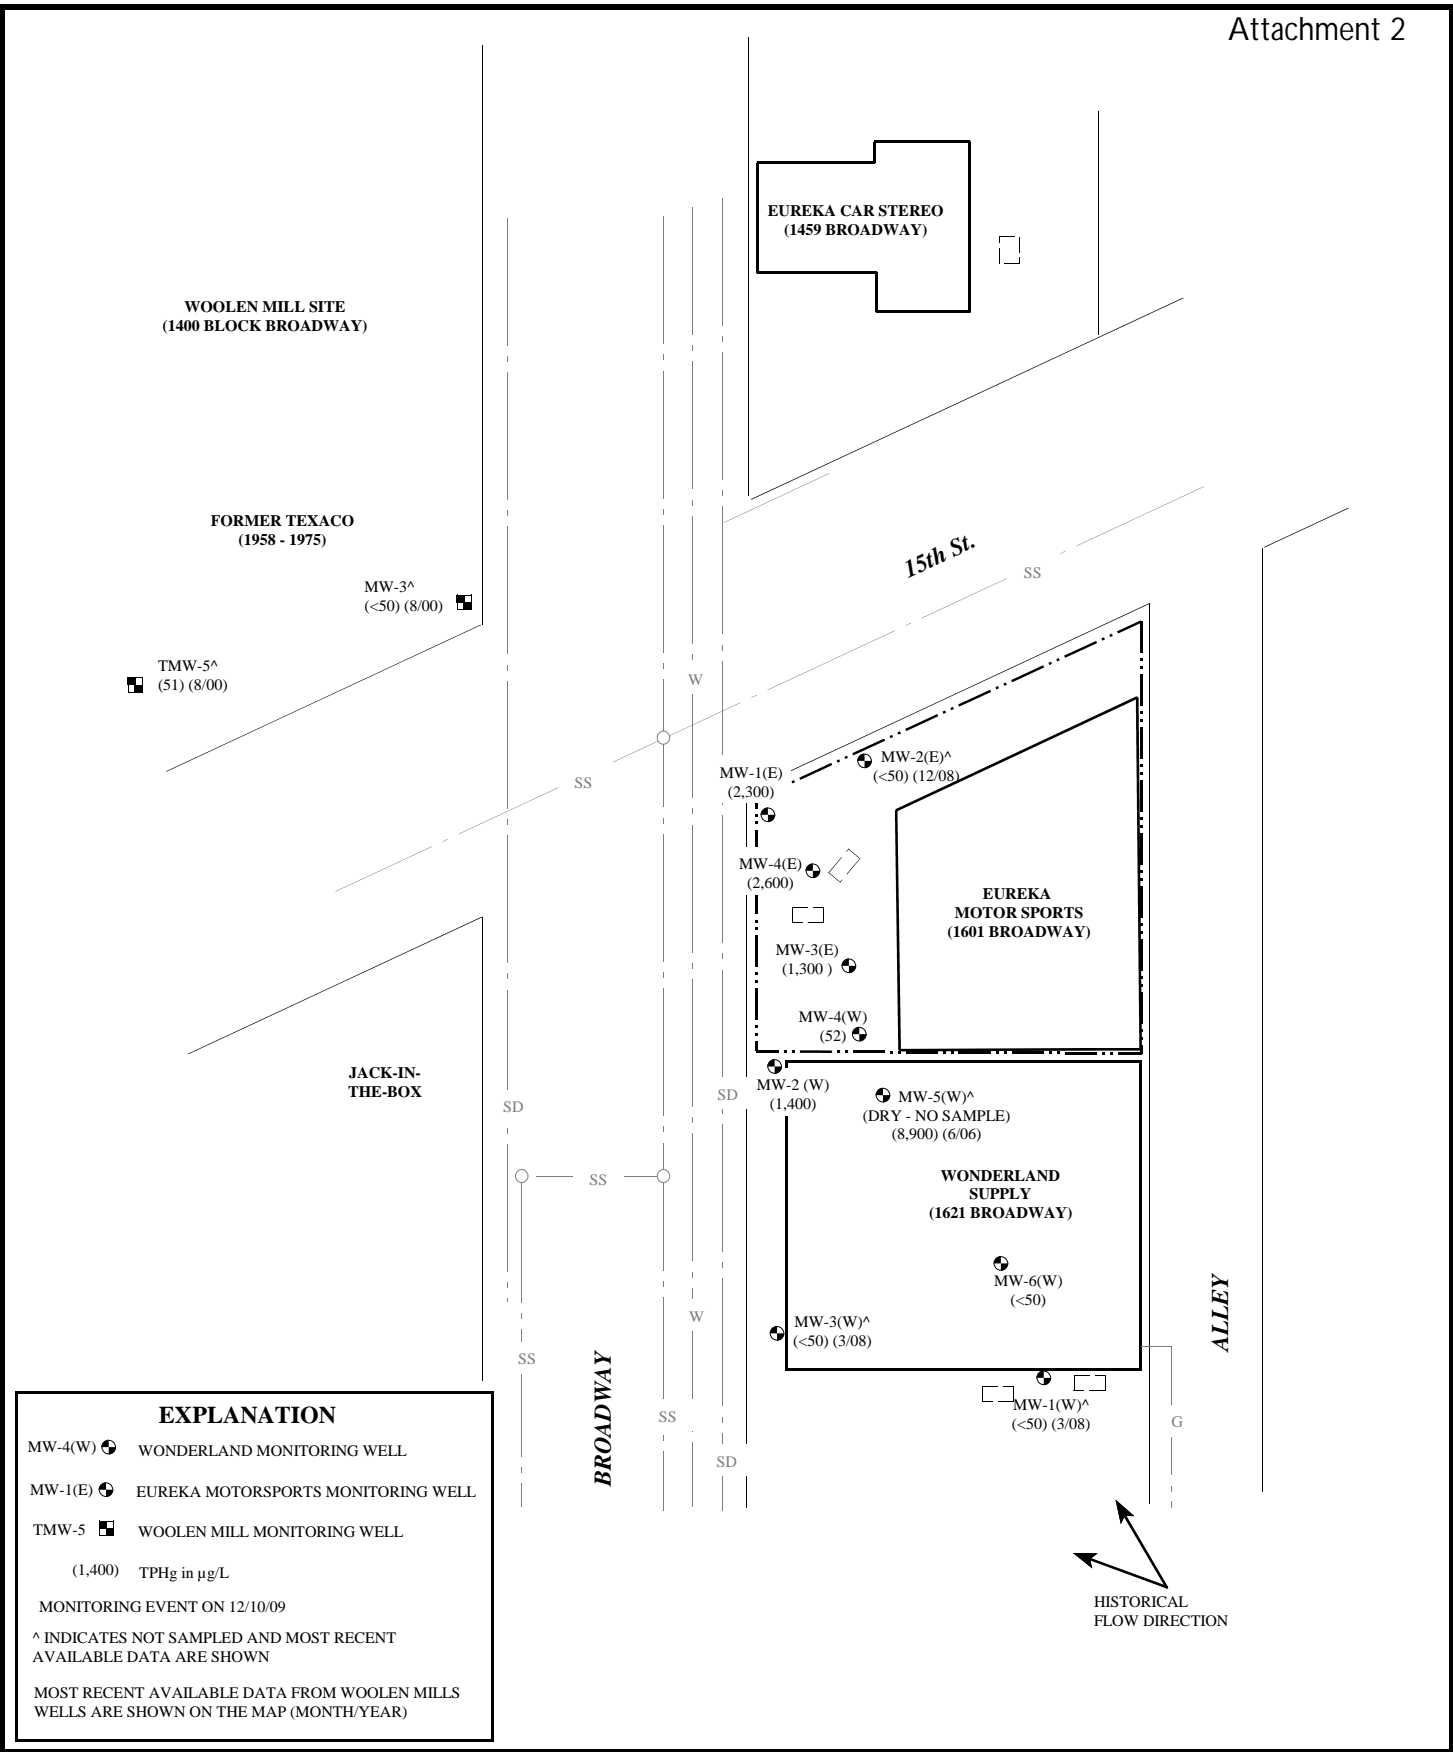 Attachment 2
EUREKA CAR STEREO
(1459 BROADWAY)
WOOLEN MILL SITE
(1400 BLOCK BROADWAY)
FORMER TEXACO
(1958 - 1975)
15th St.
SS
MW-3^
(<50) (8/00)
TMW-5^
(51) (8/00)
W
SS
MW-2(E)^
(<50) (12/08)
MW-1(E)
(2,300)
MW-4(E)
(2,600)
EUREKA
MOTOR SPORTS
(1601 BROADWAY)
MW-3(E)
(1,300 )
MW-4(W)
(52)
JACK-IN-
THE-BOX
SD
SD
MW-2 (W)
(1,400)
MW-5(W)^
(DRY - NO SAMPLE)
(8,900) (6/06)
SS
WONDERLAND
SUPPLY
(1621 BROADWAY)
MW-6(W)
(<50)
W
MW-3(W)^
(<50) (3/08)
ALLEY
SS
BROADWAY
SS
SD
MW-1(W)^
(<50) (3/08)
G
EXPLANATION
MW-4(W) WONDERLAND MONITORING WELL
MW-1(E) EUREKA MOTORSPORTS MONITORING WELL
TMW-5 WOOLEN MILL MONITORING WELL
(1,400) TPHg in µg/L
MONITORING EVENT ON 12/10/09
^ INDICATES NOT SAMPLED AND MOST RECENT
AVAILABLE DATA ARE SHOWN
MOST RECENT AVAILABLE DATA FROM WOOLEN MILLS
WELLS ARE SHOWN ON THE MAP (MONTH/YEAR)
HISTORICAL
FLOW DIRECTION